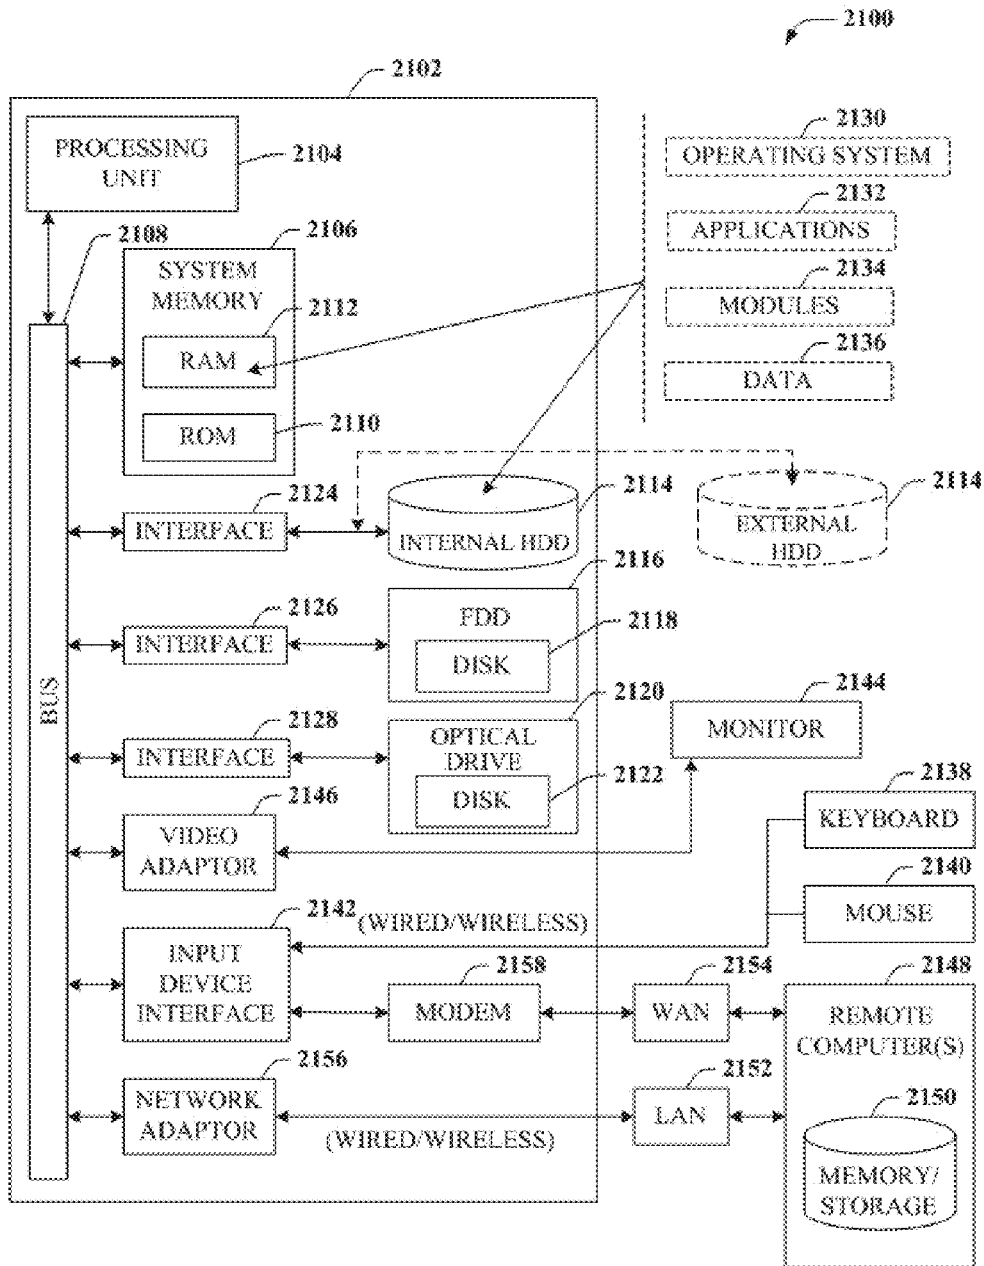 2100
2102
PROCESSING
UNIT
2104
2130
OPERATING SYSTEM
2132
APPLICATIONS
2134
MODULES
2136
DATA
2108
2106
SYSTEM
MEMORY
2112
RAM
2110
ROM
BUS
2124
INTERFACE
2114
INTERNAL HDD
2114
EXTERNAL
HDD
2126
INTERFACE
2116
FDD
2118
DISK
2128
INTERFACE
2120
OPTICAL
DRIVE
2122
DISK
2144
MONITOR
2146
VIDEO
ADAPTOR
2138
KEYBOARD
2140
MOUSE
2142
INPUT
DEVICE
INTERFACE
(WIRED/WIRELESS)
2158
MODEM
2154
WAN
2148
REMOTE
COMPUTER(S)
2156
NETWORK
ADAPTOR
(WIRED/WIRELESS)
2152
LAN
2150
MEMORY/
STORAGE